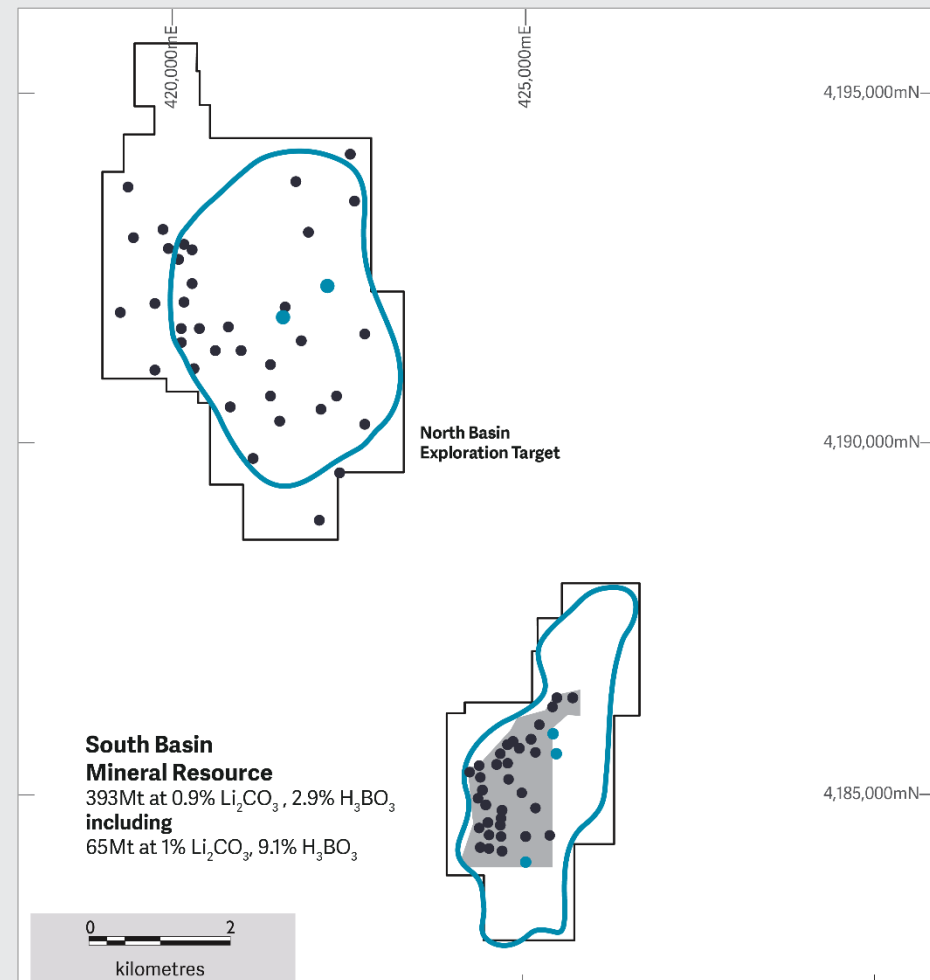 420,000mE
425,000mE
4,195,000mN
North Basin
Exploration Target
4,190,000mN
South Basin
Mineral Resource
393Mt at 0.9% Li₂CO₃ , 2.9% H₃BO₃
including
65Mt at 1% Li₂CO₃, 9.1% H₃BO₃
4,185,000mN
0 2
kilometres